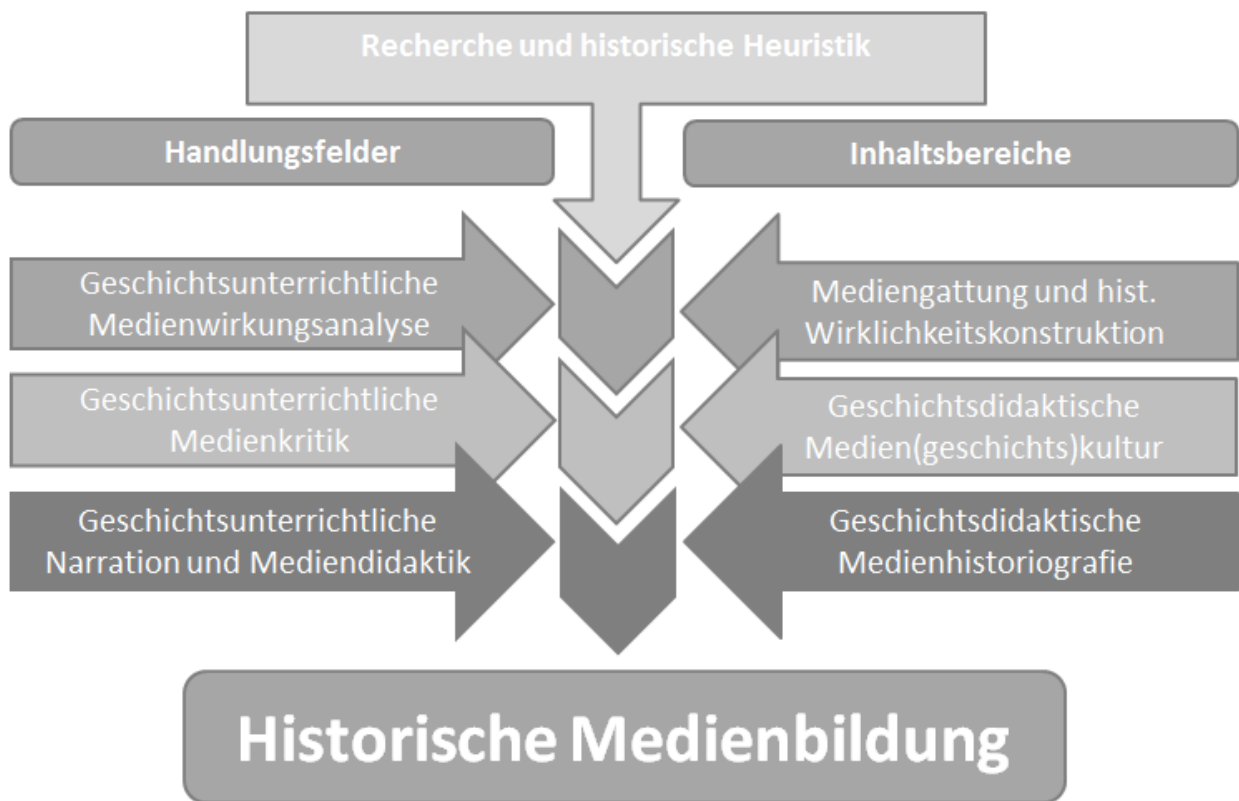 Recherche und historische Heuristik
Handlungsfelder
Inhaltsbereiche
Geschichtsunterrichtliche
Medienwirkungsanalyse
Mediengattung und hist.
Wirklichkeitskonstruktion
Geschichtsunterrichtliche
Medienkritik
Geschichtsdidaktische
Medien(geschichts)kultur
Geschichtsunterrichtliche
Narration und Mediendidaktik
Geschichtsdidaktische
Medienhistoriografie
Historische Medienbildung